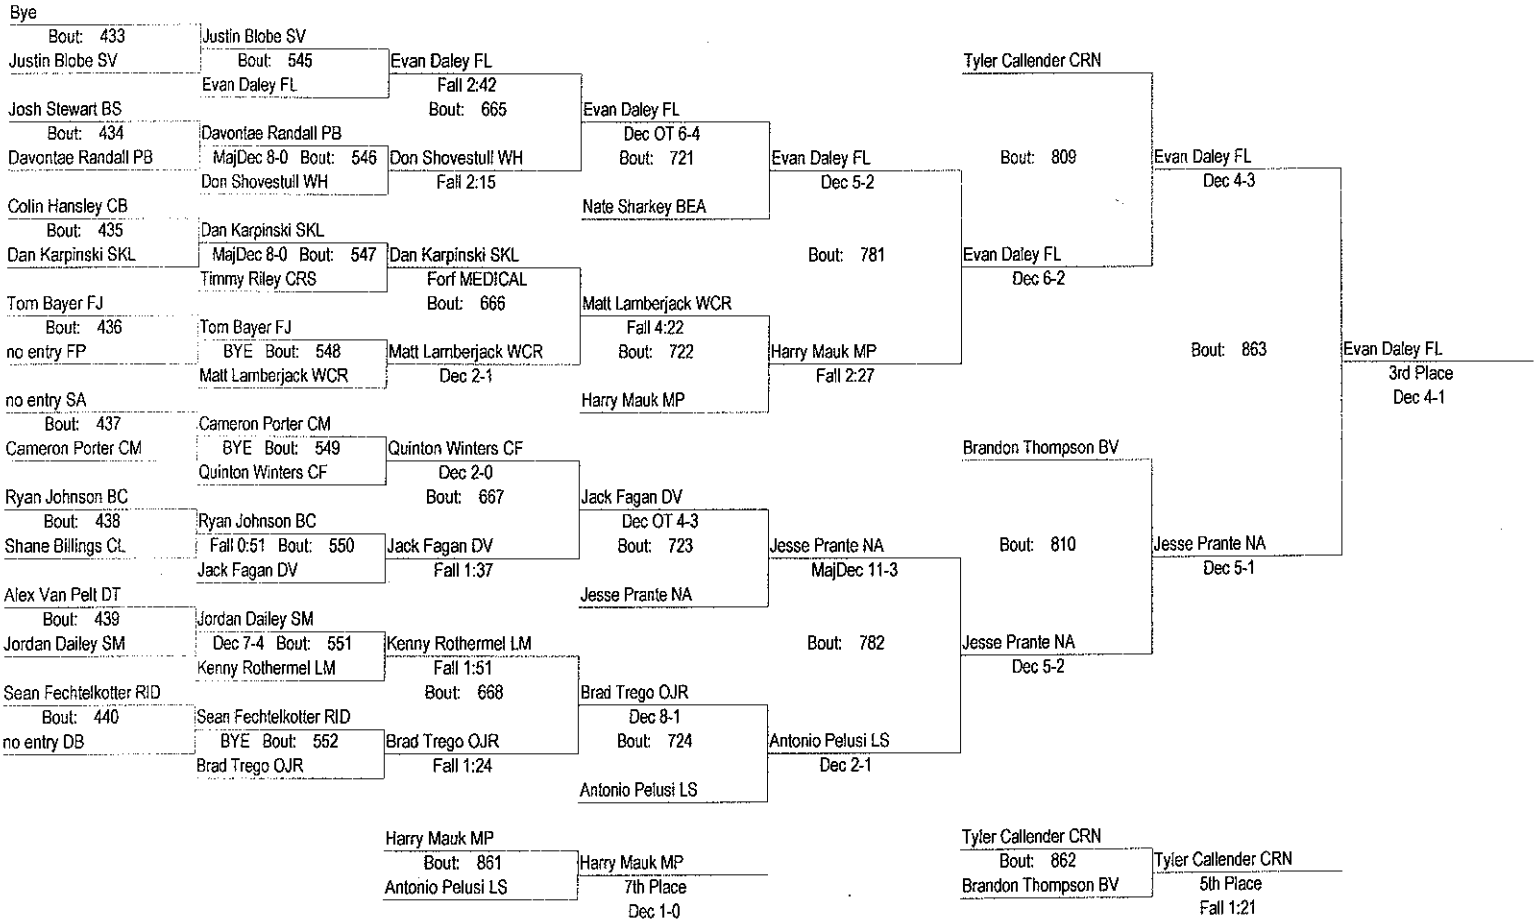 Bye
Bout: 433
Justin Blobe SV
Josh Stewart BS
Bout: 434
Davontae Randall PB
Colin Hansley CB
Bout: 435
Dan Karpinski SKL
Tom Bayer FJ
Bout: 436
no entry FP
no entry SA
Bout: 437
Cameron Porter CM
Ryan Johnson BC
Bout: 438
Shane Billings CL
Alex Van Pelt DT
Bout: 439
Jordan Dailey SM
Sean Fechtelkotter RID
Bout: 440
no entry DB
Justin Blobe SV
Bout: 545
Evan Daley FL
Davontae Randall PB
MajDec 8-0 Bout: 546
Don Shovestull WH
Dan Karpinski SKL
MajDec 8-0 Bout: 547
Timmy Riley CRS
Tom Bayer FJ
BYE Bout: 548
Matt Lamberjack WCR
Cameron Porter CM
BYE Bout: 549
Quinton Winters CF
Ryan Johnson BC
Fall 0:51 Bout: 550
Jack Fagan DV
Jordan Dailey SM
Dec 7-4 Bout: 551
Kenny Rothermel LM
Sean Fechtelkotter RID
BYE Bout: 552
Brad Trego OJR
Evan Daley FL
Fall 2:42
Bout: 665
Don Shovestull WH
Fall 2:15
Dan Karpinski SKL
Forf MEDICAL
Bout: 666
Matt Lamberjack WCR
Dec 2-1
Quinton Winters CF
Dec 2-0
Bout: 667
Jack Fagan DV
Fall 1:37
Kenny Rothermel LM
Fall 1:51
Bout: 668
Brad Trego OJR
Fall 1:24
Evan Daley FL
Dec OT 6-4
Bout: 721
Nate Sharkey BEA
Matt Lamberjack WCR
Fall 4:22
Bout: 722
Harry Mauk MP
Jack Fagan DV
Dec OT 4-3
Bout: 723
Jesse Prante NA
Brad Trego OJR
Dec 8-1
Bout: 724
Antonio Pelusi LS
Evan Daley FL
Dec 5-2
Bout: 781
Harry Mauk MP
Fall 2:27
Jesse Prante NA
MajDec 11-3
Bout: 782
Antonio Pelusi LS
Dec 2-1
Tyler Callender CRN
Bout: 809
Evan Daley FL
Dec 6-2
Brandon Thompson BV
Bout: 810
Jesse Prante NA
Dec 5-2
Evan Daley FL
Dec 4-3
Bout: 863
Jesse Prante NA
Dec 5-1
Evan Daley FL
3rd Place
Dec 4-1
Harry Mauk MP
Bout: 861
Antonio Pelusi LS
Harry Mauk MP
7th Place
Dec 1-0
Tyler Callender CRN
Bout: 862
Brandon Thompson BV
Tyler Callender CRN
5th Place
Fall 1:21